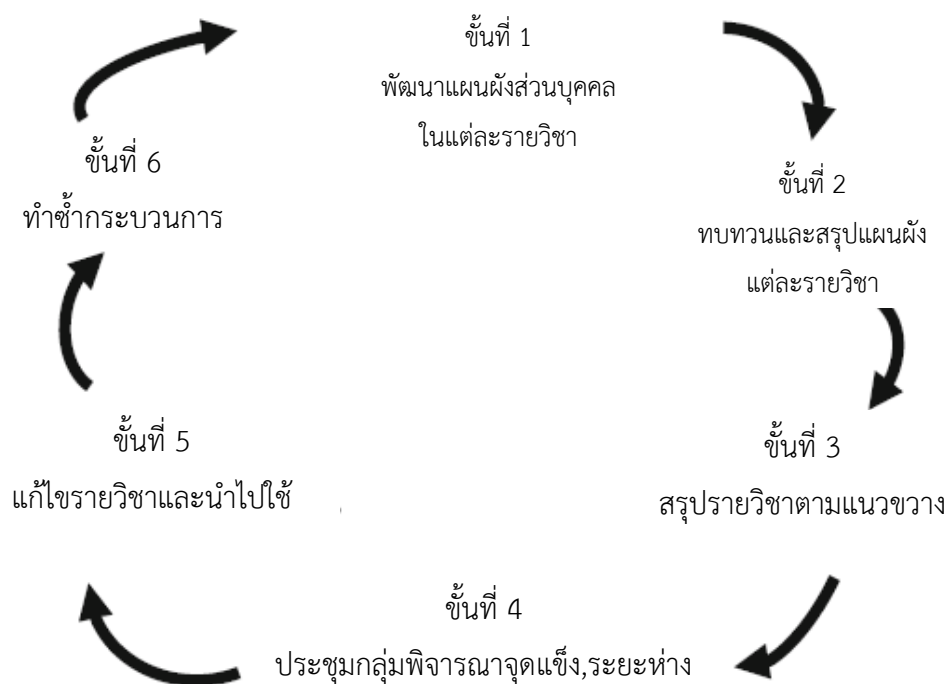 ขั้นที่ 1
พัฒนาแผนผังส่วนบุคคล
ในแต่ละรายวิชา
ขั้นที่ 2
ทบทวนและสรุปแผนผัง
แต่ละรายวิชา
ขั้นที่ 3
สรุปรายวิชาตามแนวขวาง
ขั้นที่ 4
ประชุมกลุ่มพิจารณาจุดแข็ง,ระยะห่าง
ขั้นที่ 5
แก้ไขรายวิชาและนำไปใช้
ขั้นที่ 6
ทำซ้ำกระบวนการ